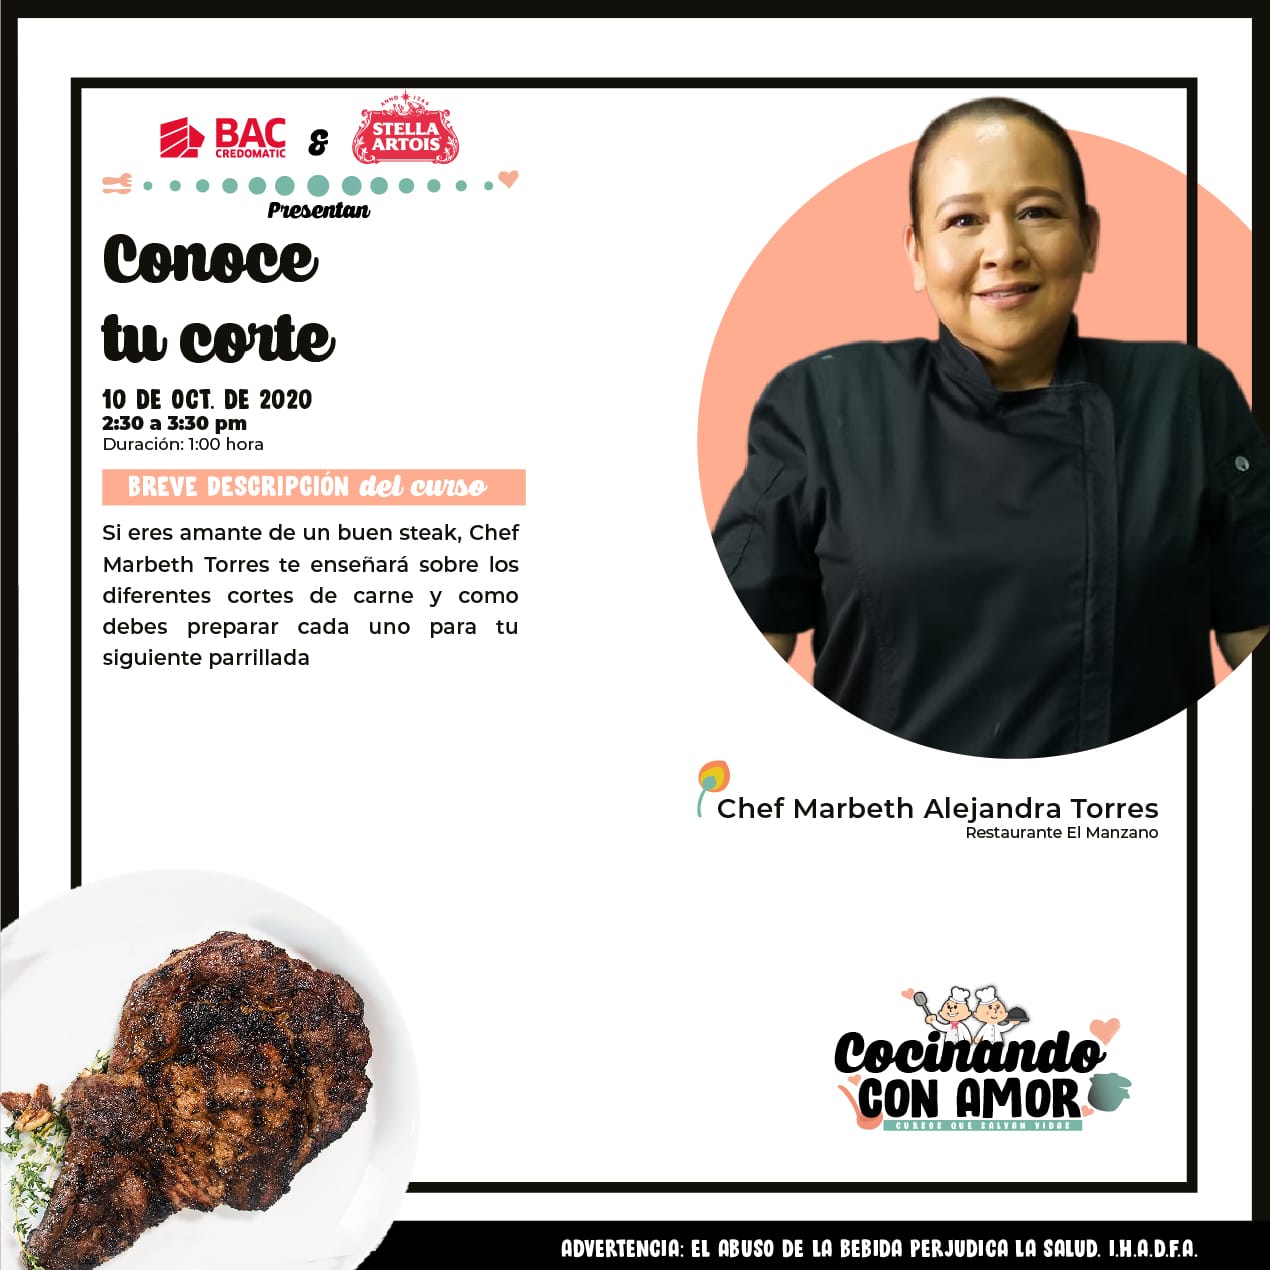 BAC
CREDOMATIC
&
ANNO 1366
STELLA
ARTOIS
Presentan
Conoce
tu corte
10 DE OCT. DE 2020
2:30 a 3:30 pm
Duración: 1:00 hora
BREVE DESCRIPCIÓN del curso
Si eres amante de un buen steak, Chef
Marbeth Torres te enseñará sobre los
diferentes cortes de carne y como
debes preparar cada uno para tu
siguiente parrillada
Chef Marbeth Alejandra Torres
Restaurante El Manzano
Cocinando
CON AMOR
CURSOS QUE SALVAN VIDAS
ADVERTENCIA: EL ABUSO DE LA BEBIDA PERJUDICA LA SALUD. I.H.A.D.F.A.